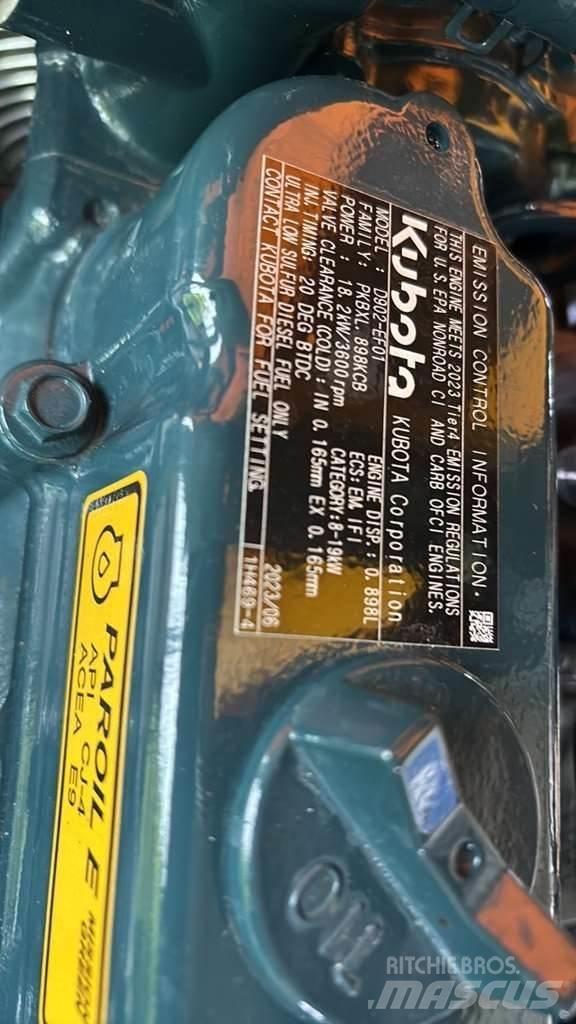 EMISSION CONTROL INFORMATION
THIS ENGINE MEETS 2023 Tier4 EMISSION REGULATIONS
FOR U.S. EPA NONROAD CI AND CARB OFCI ENGINES.
Kubota KUBOTA Corporation
MODEL : D902-EF01 ENGINE DISP.: 0.898L
FAMILY: PKBXL.898KCB ECS: EM, IFI
POWER : 18.2kW/3600rpm CATEGORY:8-19kW
VALVE CLEARANCE (COLD) : IN 0.165mm EX 0.165mm
INJ.TIMING: 20 DEG BTDC
ULTRA LOW SULFUR DIESEL FUEL ONLY 2023/06
CONTACT KUBOTA FOR FUEL SETTING 1H469-4
PAROIL E
API CJ-4
ACEA E9
OIL
RITCHIE BROS.
MASCUS